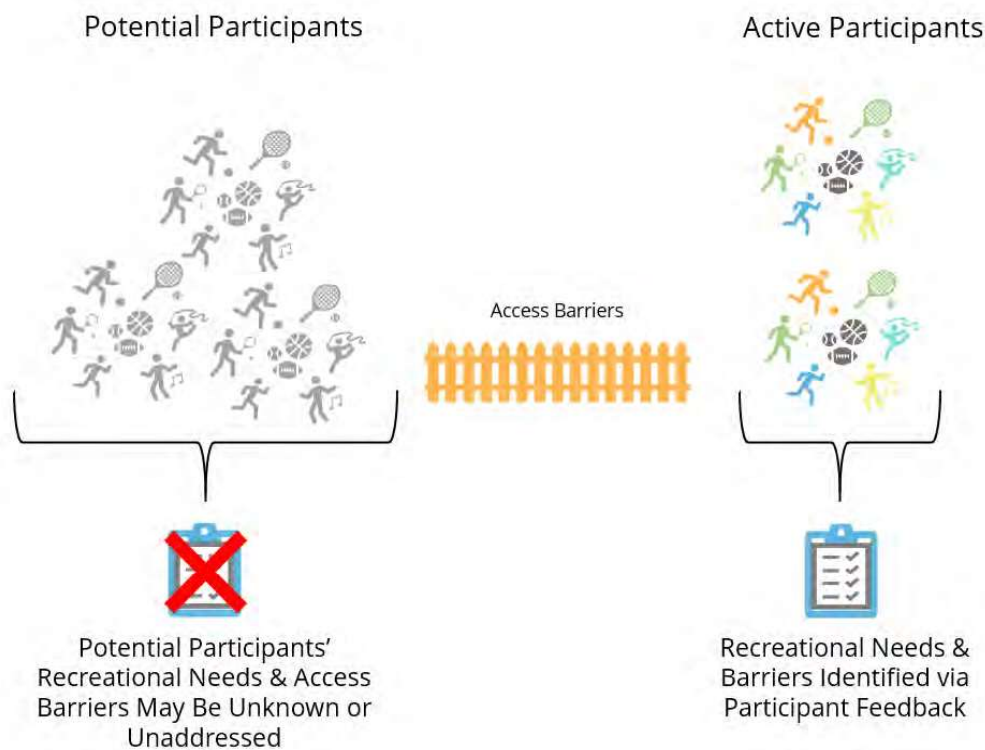 Potential Participants
Active Participants
Access Barriers
Potential Participants'
Recreational Needs & Access
Barriers May Be Unknown or
Unaddressed
Recreational Needs &
Barriers Identified via
Participant Feedback